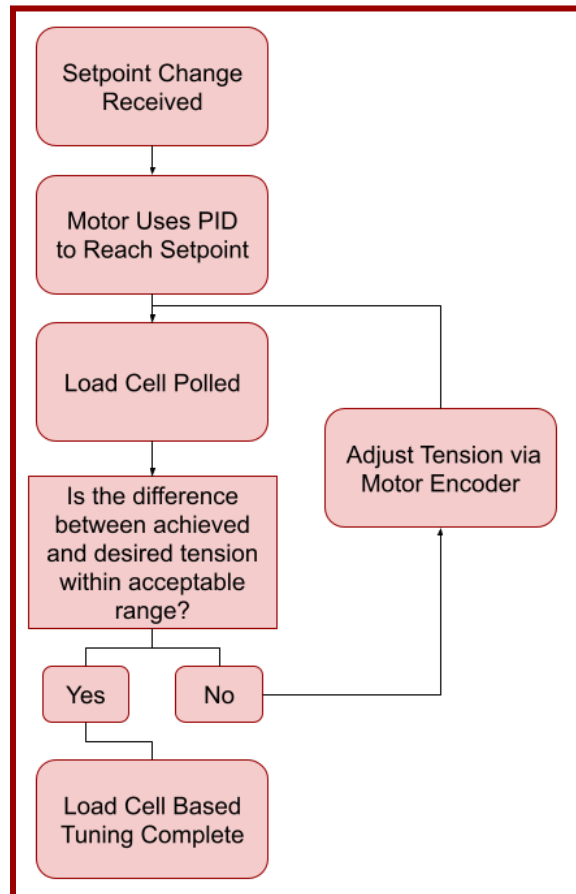 Setpoint Change
Received
Motor Uses PID
to Reach Setpoint
Load Cell Polled
Adjust Tension via
Motor Encoder
Is the difference
between achieved
and desired tension
within acceptable
range?
Yes
No
Load Cell Based
Tuning Complete